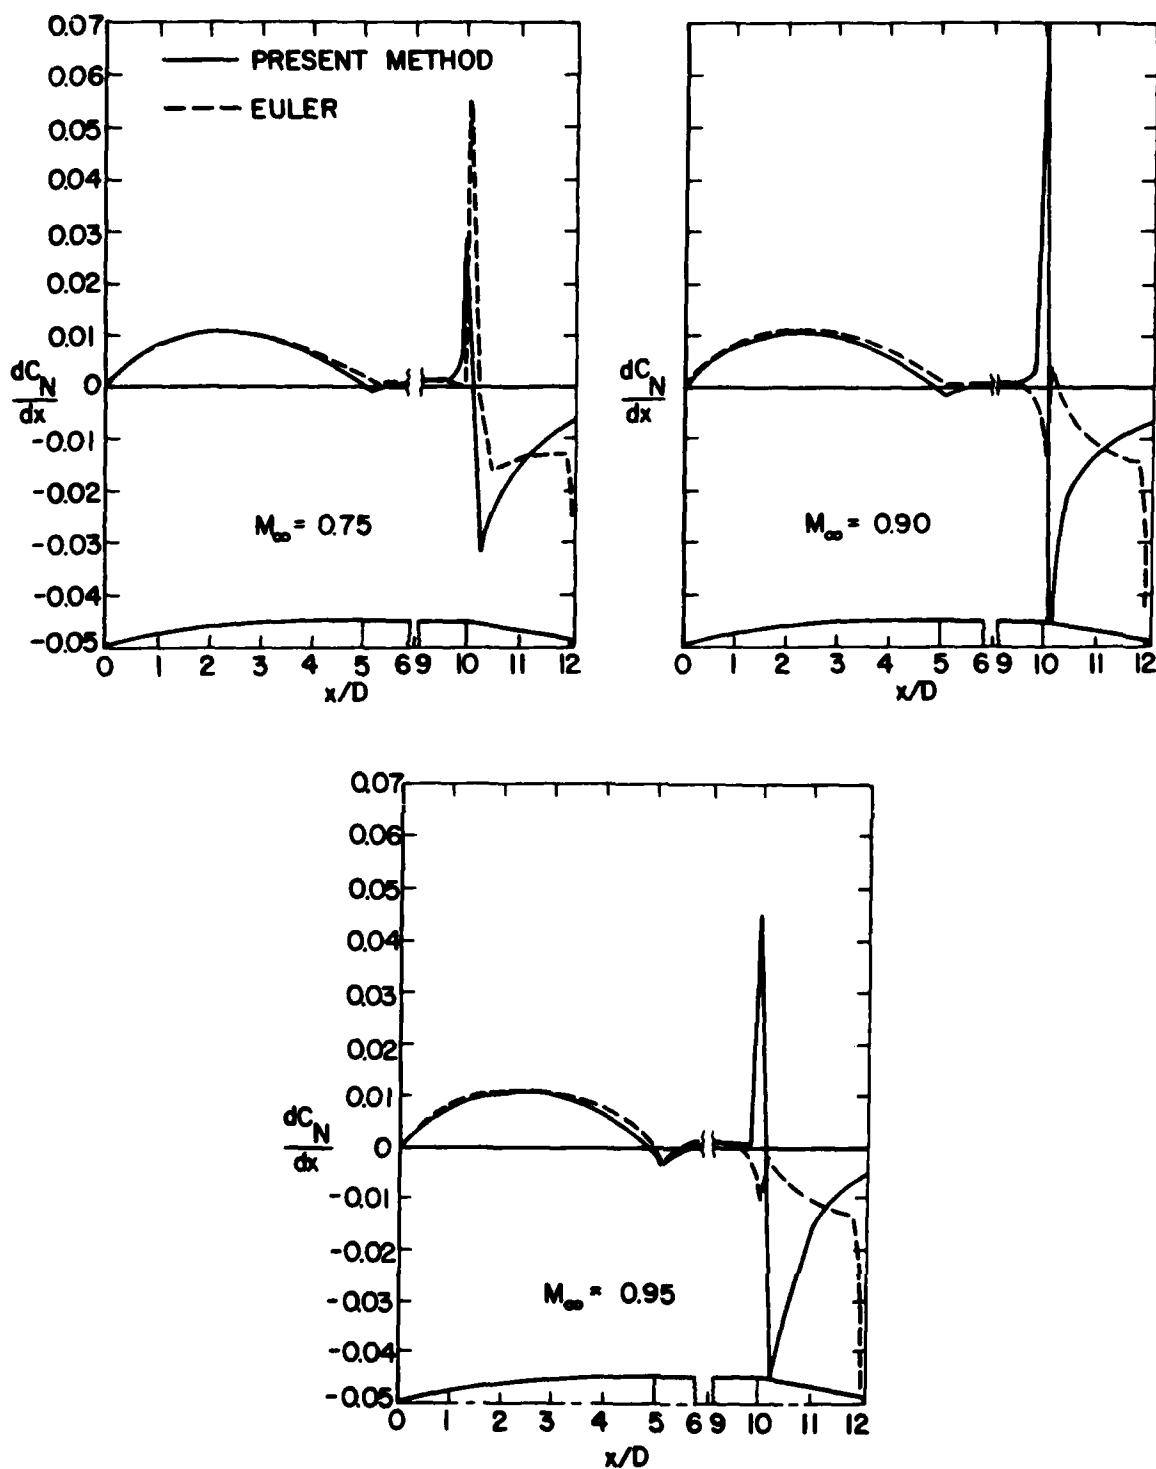 0.07
0.06
0.05
0.04
0.03
0.02
0.01
0
-0.01
-0.02
-0.03
-0.04
-0.05
dC_N
dx
PRESENT METHOD
EULER
M∞ = 0.75
0 1 2 3 4 5 6 9 10 11 12
x/D
dC_N
dx
M∞ = 0.90
0 1 2 3 4 5 6 9 10 11 12
x/D
0.07
0.06
0.05
0.04
0.03
0.02
0.01
0
-0.01
-0.02
-0.03
-0.04
-0.05
dC_N
dx
M∞ = 0.95
0 1 2 3 4 5 6 9 10 11 12
x/D